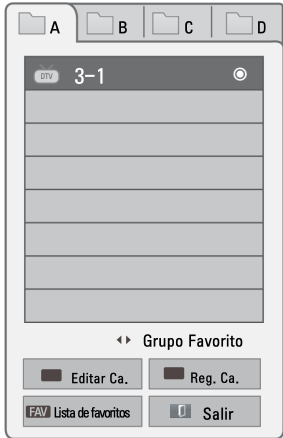 A B C D
DTV 3-1
Grupo Favorito
Editar Ca. Reg. Ca.
FAV Lista de favoritos Salir